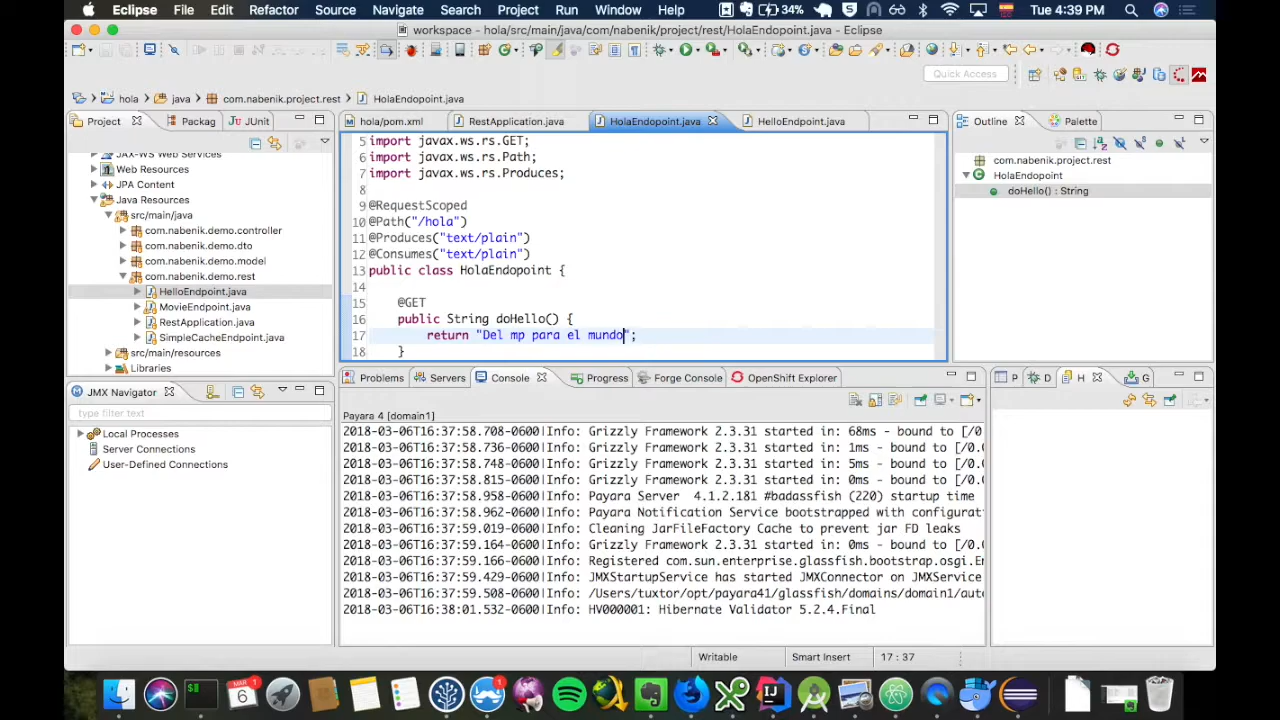 Eclipse File Edit Refactor Source Navigate Search Project Run Window Help 34% Tue 4:39 PM
workspace - hola/src/main/java/com/nabenik/project/rest/HolaEndopoint.java - Eclipse
Quick Access
hola java com.nabenik.project.rest HolaEndopoint.java
Project Packag JUnit
JAX-WS Web Services
Web Resources
JPA Content
Java Resources
src/main/java
com.nabenik.demo.controller
com.nabenik.demo.dto
com.nabenik.demo.model
com.nabenik.demo.rest
HelloEndpoint.java
MovieEndpoint.java
RestApplication.java
SimpleCacheEndpoint.java
src/main/resources
Libraries
hola/pom.xml RestApplication.java HolaEndopoint.java HelloEndpoint.java
5 import javax.ws.rs.GET;
6 import javax.ws.rs.Path;
7 import javax.ws.rs.Produces;
8
9 @RequestScoped
10 @Path("/hola")
11 @Produces("text/plain")
12 @Consumes("text/plain")
13 public class HolaEndopoint {
14
15 @GET
16 public String doHello() {
17 return "Del mp para el mundo";
18 }
Outline Palette
com.nabenik.project.rest
HolaEndopoint
doHello() : String
JMX Navigator
type filter text
Local Processes
Server Connections
User-Defined Connections
Problems Servers Console Progress Forge Console OpenShift Explorer
Payara 4 [domain1]
2018-03-06T16:37:58.708-0600|Info: Grizzly Framework 2.3.31 started in: 68ms - bound to [/0
2018-03-06T16:37:58.736-0600|Info: Grizzly Framework 2.3.31 started in: 1ms - bound to [/0.
2018-03-06T16:37:58.748-0600|Info: Grizzly Framework 2.3.31 started in: 5ms - bound to [/0.
2018-03-06T16:37:58.815-0600|Info: Grizzly Framework 2.3.31 started in: 0ms - bound to [/0.
2018-03-06T16:37:58.958-0600|Info: Payara Server 4.1.2.181 #badassfish (220) startup time
2018-03-06T16:37:58.962-0600|Info: Payara Notification Service bootstrapped with configurat
2018-03-06T16:37:59.019-0600|Info: Cleaning JarFileFactory Cache to prevent jar FD leaks
2018-03-06T16:37:59.164-0600|Info: Grizzly Framework 2.3.31 started in: 0ms - bound to [/0.
2018-03-06T16:37:59.166-0600|Info: Registered com.sun.enterprise.glassfish.bootstrap.osgi.E
2018-03-06T16:37:59.429-0600|Info: JMXStartupService has started JMXConnector on JMXService
2018-03-06T16:37:59.508-0600|Info: /Users/tuxtor/opt/payara41/glassfish/domains/domain1/aut
2018-03-06T16:38:01.532-0600|Info: HV000001: Hibernate Validator 5.2.4.Final
P D H G
Writable Smart Insert 17 : 37
MAR 6